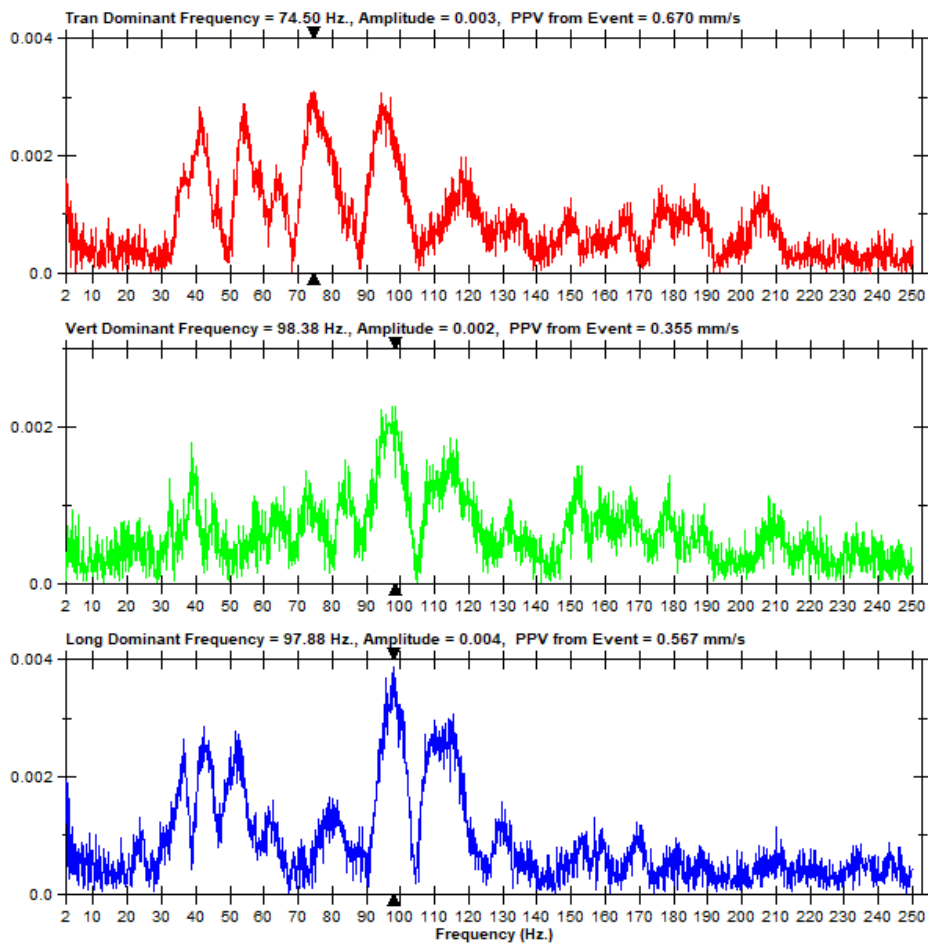 Tran Dominant Frequency = 74.50 Hz., Amplitude = 0.003, PPV from Event = 0.670 mm/s
0.004
0.002
0.0
2 10 20 30 40 50 60 70 80 90 100 110 120 130 140 150 160 170 180 190 200 210 220 230 240 250
Vert Dominant Frequency = 98.38 Hz., Amplitude = 0.002, PPV from Event = 0.355 mm/s
0.002
0.0
2 10 20 30 40 50 60 70 80 90 100 110 120 130 140 150 160 170 180 190 200 210 220 230 240 250
Long Dominant Frequency = 97.88 Hz., Amplitude = 0.004, PPV from Event = 0.567 mm/s
0.004
0.002
0.0
2 10 20 30 40 50 60 70 80 90 100 110 120 130 140 150 160 170 180 190 200 210 220 230 240 250
Frequency (Hz.)